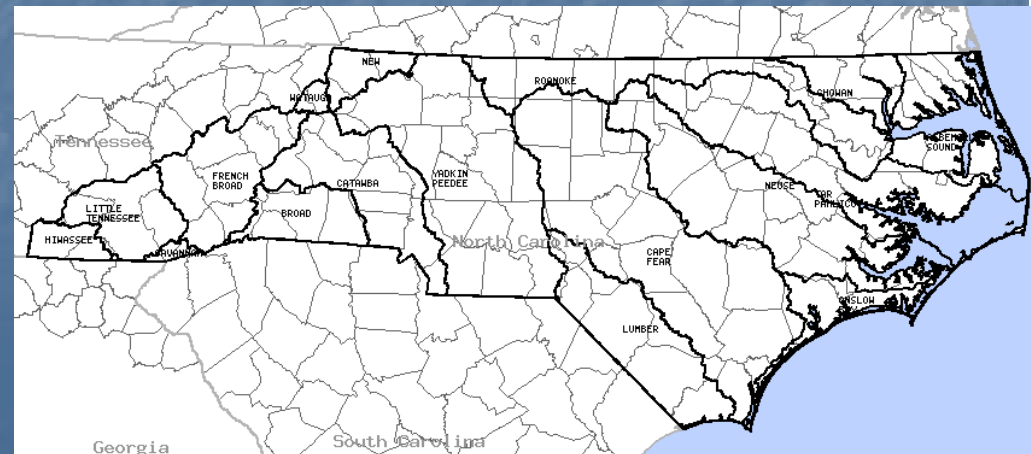 NEW
ROANOKE
WATAUGA
CHOWAN
Tennessee
SOUND
FRENCH
BROAD
CATAWBA
YADKIN
PEEDEE
NEUSE
TAR
PAMLICO
LITTLE
TENNESSEE
BROAD
HIWASSEE
North Carolina
SAVANNAH
CAPE
FEAR
ONSLOW
LUMBER
Georgia
South Carolina